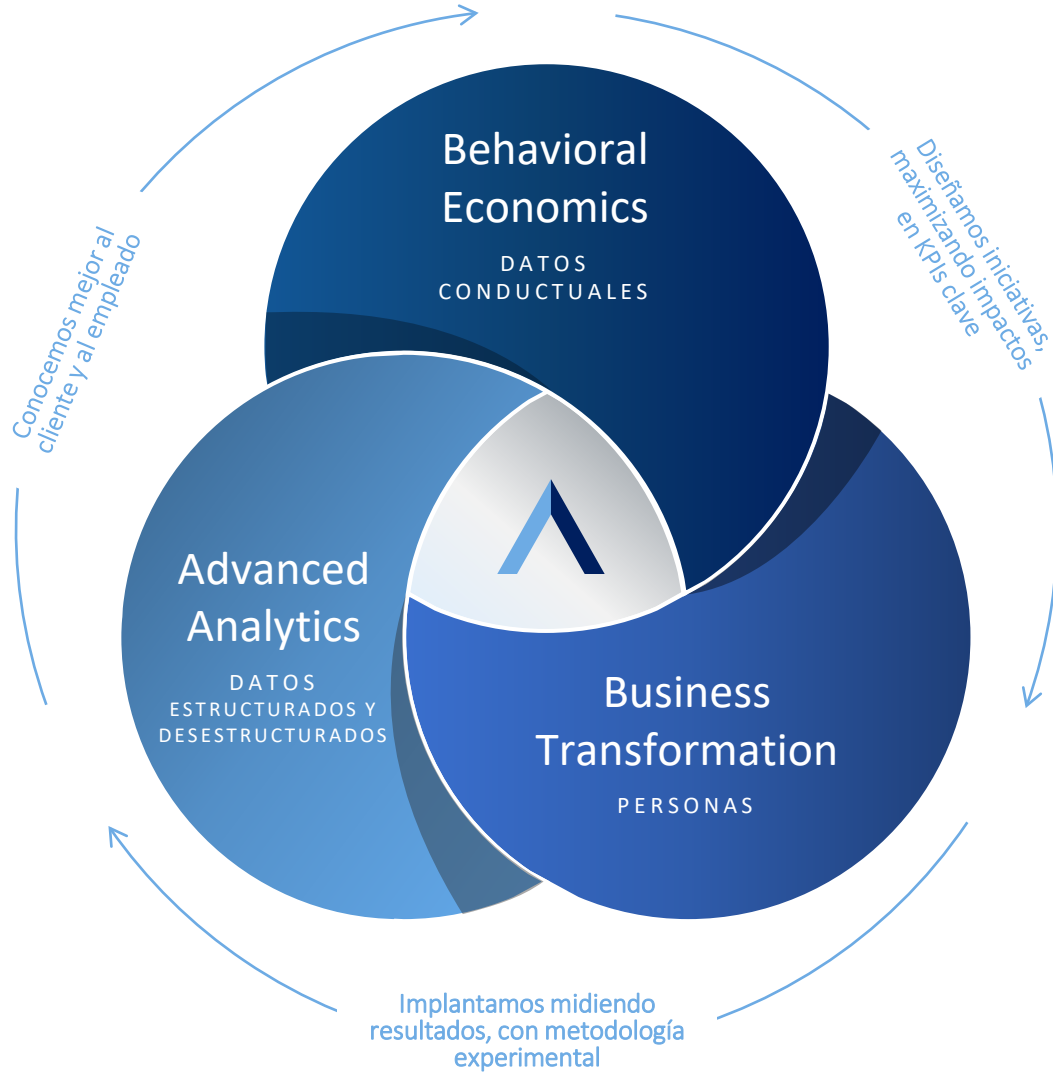 Behavioral
Economics
DATOS
CONDUCTUALES
Diseñamos iniciativas,
maximizando impactos
en KPIs clave
Conocemos mejor al
cliente y al empleado
Advanced
Analytics
DATOS
ESTRUCTURADOS Y
DESESTRUCTURADOS
Business
Transformation
PERSONAS
Implantamos midiendo
resultados, con metodología
experimental